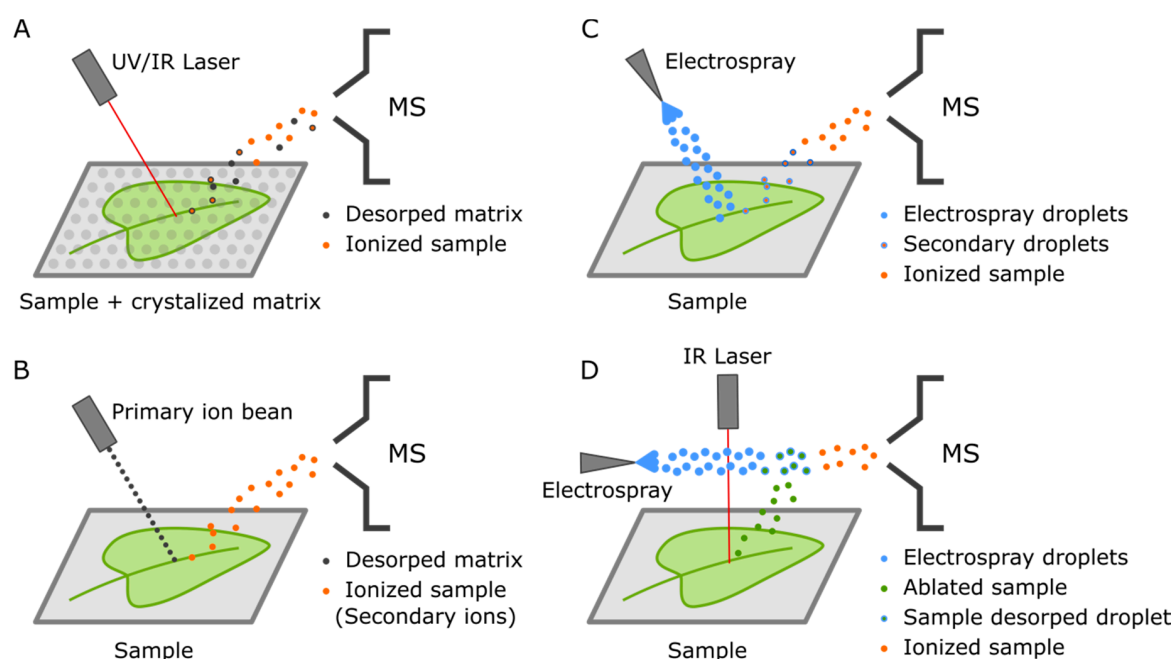 A
UV/IR Laser
MS
Desorped matrix
Ionized sample
Sample + crystalized matrix
B
Primary ion bean
MS
Desorped matrix
Ionized sample
(Secondary ions)
Sample
C
Electrospray
MS
Electrospray droplets
Secondary droplets
Ionized sample
Sample
D
IR Laser
MS
Electrospray
Electrospray droplets
Ablated sample
Sample desorped droplet
Ionized sample
Sample